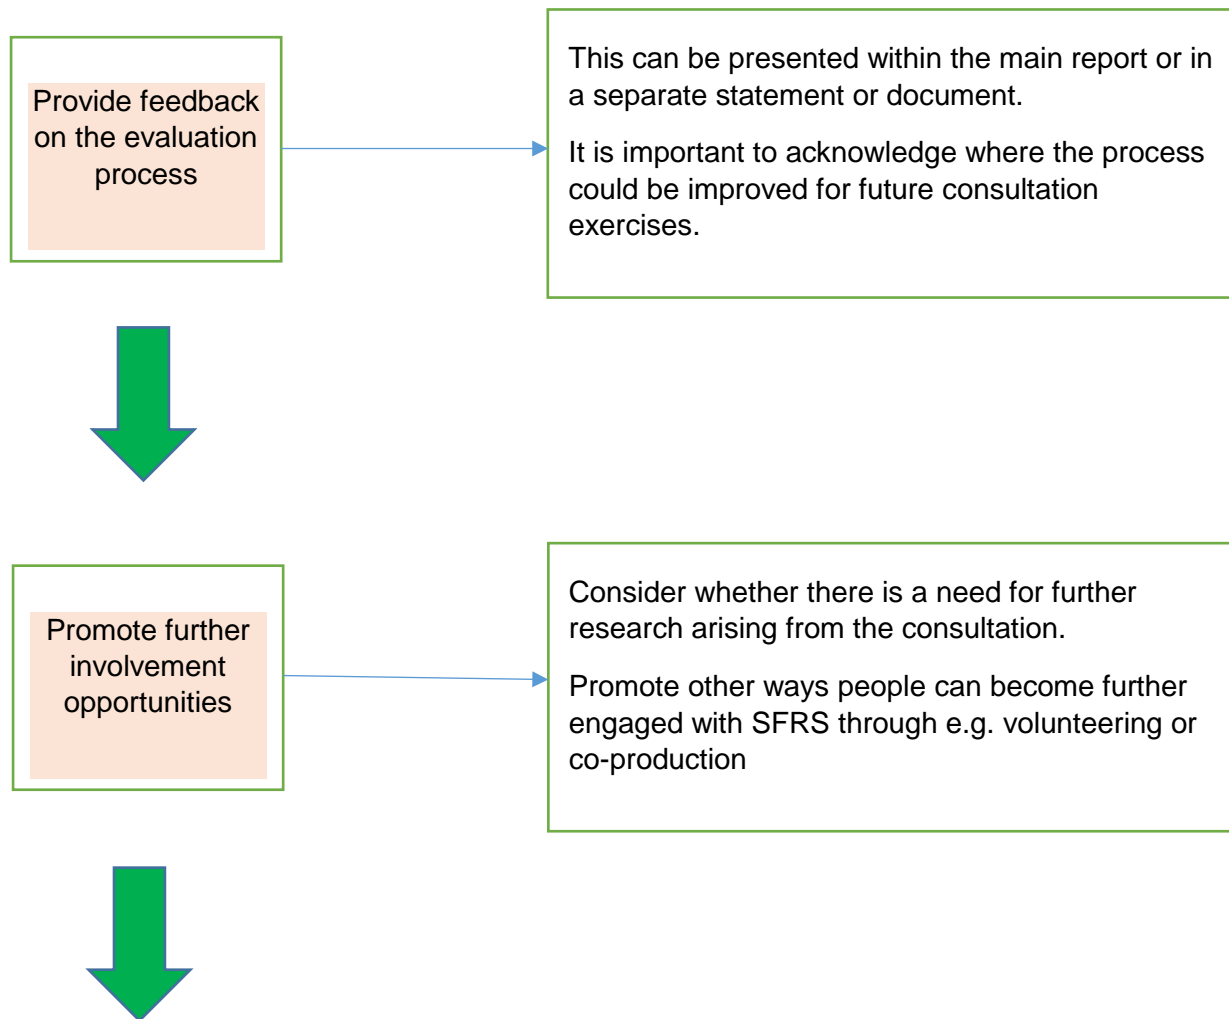 Provide feedback
on the evaluation
process
This can be presented within the main report or in
a separate statement or document.
It is important to acknowledge where the process
could be improved for future consultation
exercises.
Promote further
involvement
opportunities
Consider whether there is a need for further
research arising from the consultation.
Promote other ways people can become further
engaged with SFRS through e.g. volunteering or
co-production